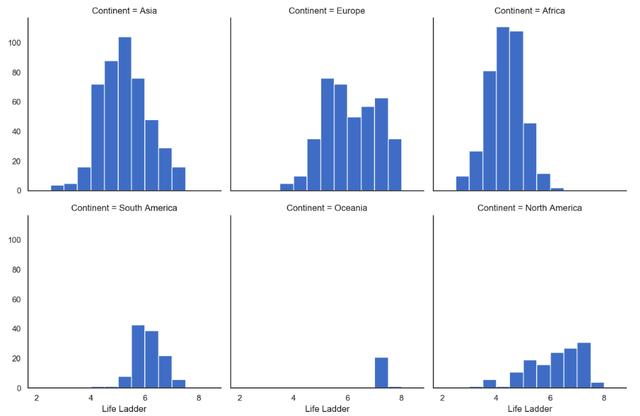 Continent = Asia
Continent = Europe
Continent = Africa
100
80
60
40
20
0
Continent = South America
Continent = Oceania
Continent = North America
100
80
60
40
20
0
2 4 6 8
2 4 6 8
2 4 6 8
Life Ladder
Life Ladder
Life Ladder